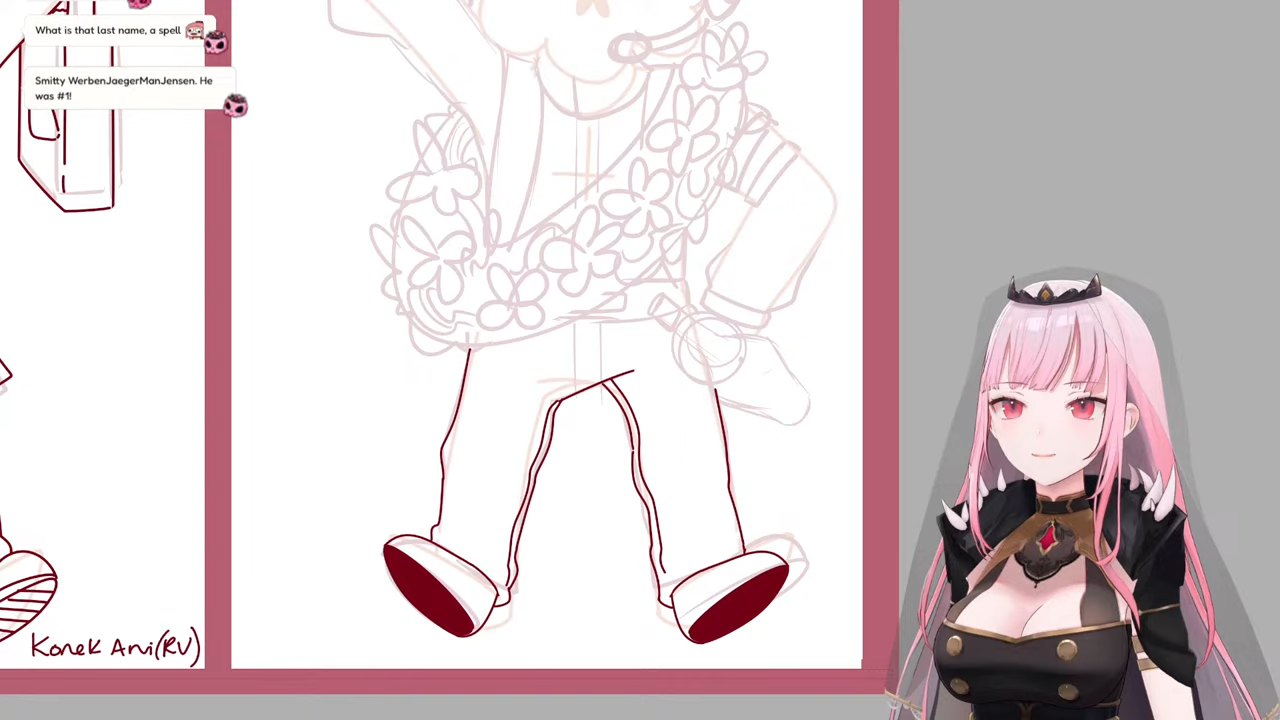 What is that last name, a spell
Smitty WerbenJaegerManJensen. He
was #1!
Konek Ani(RV)